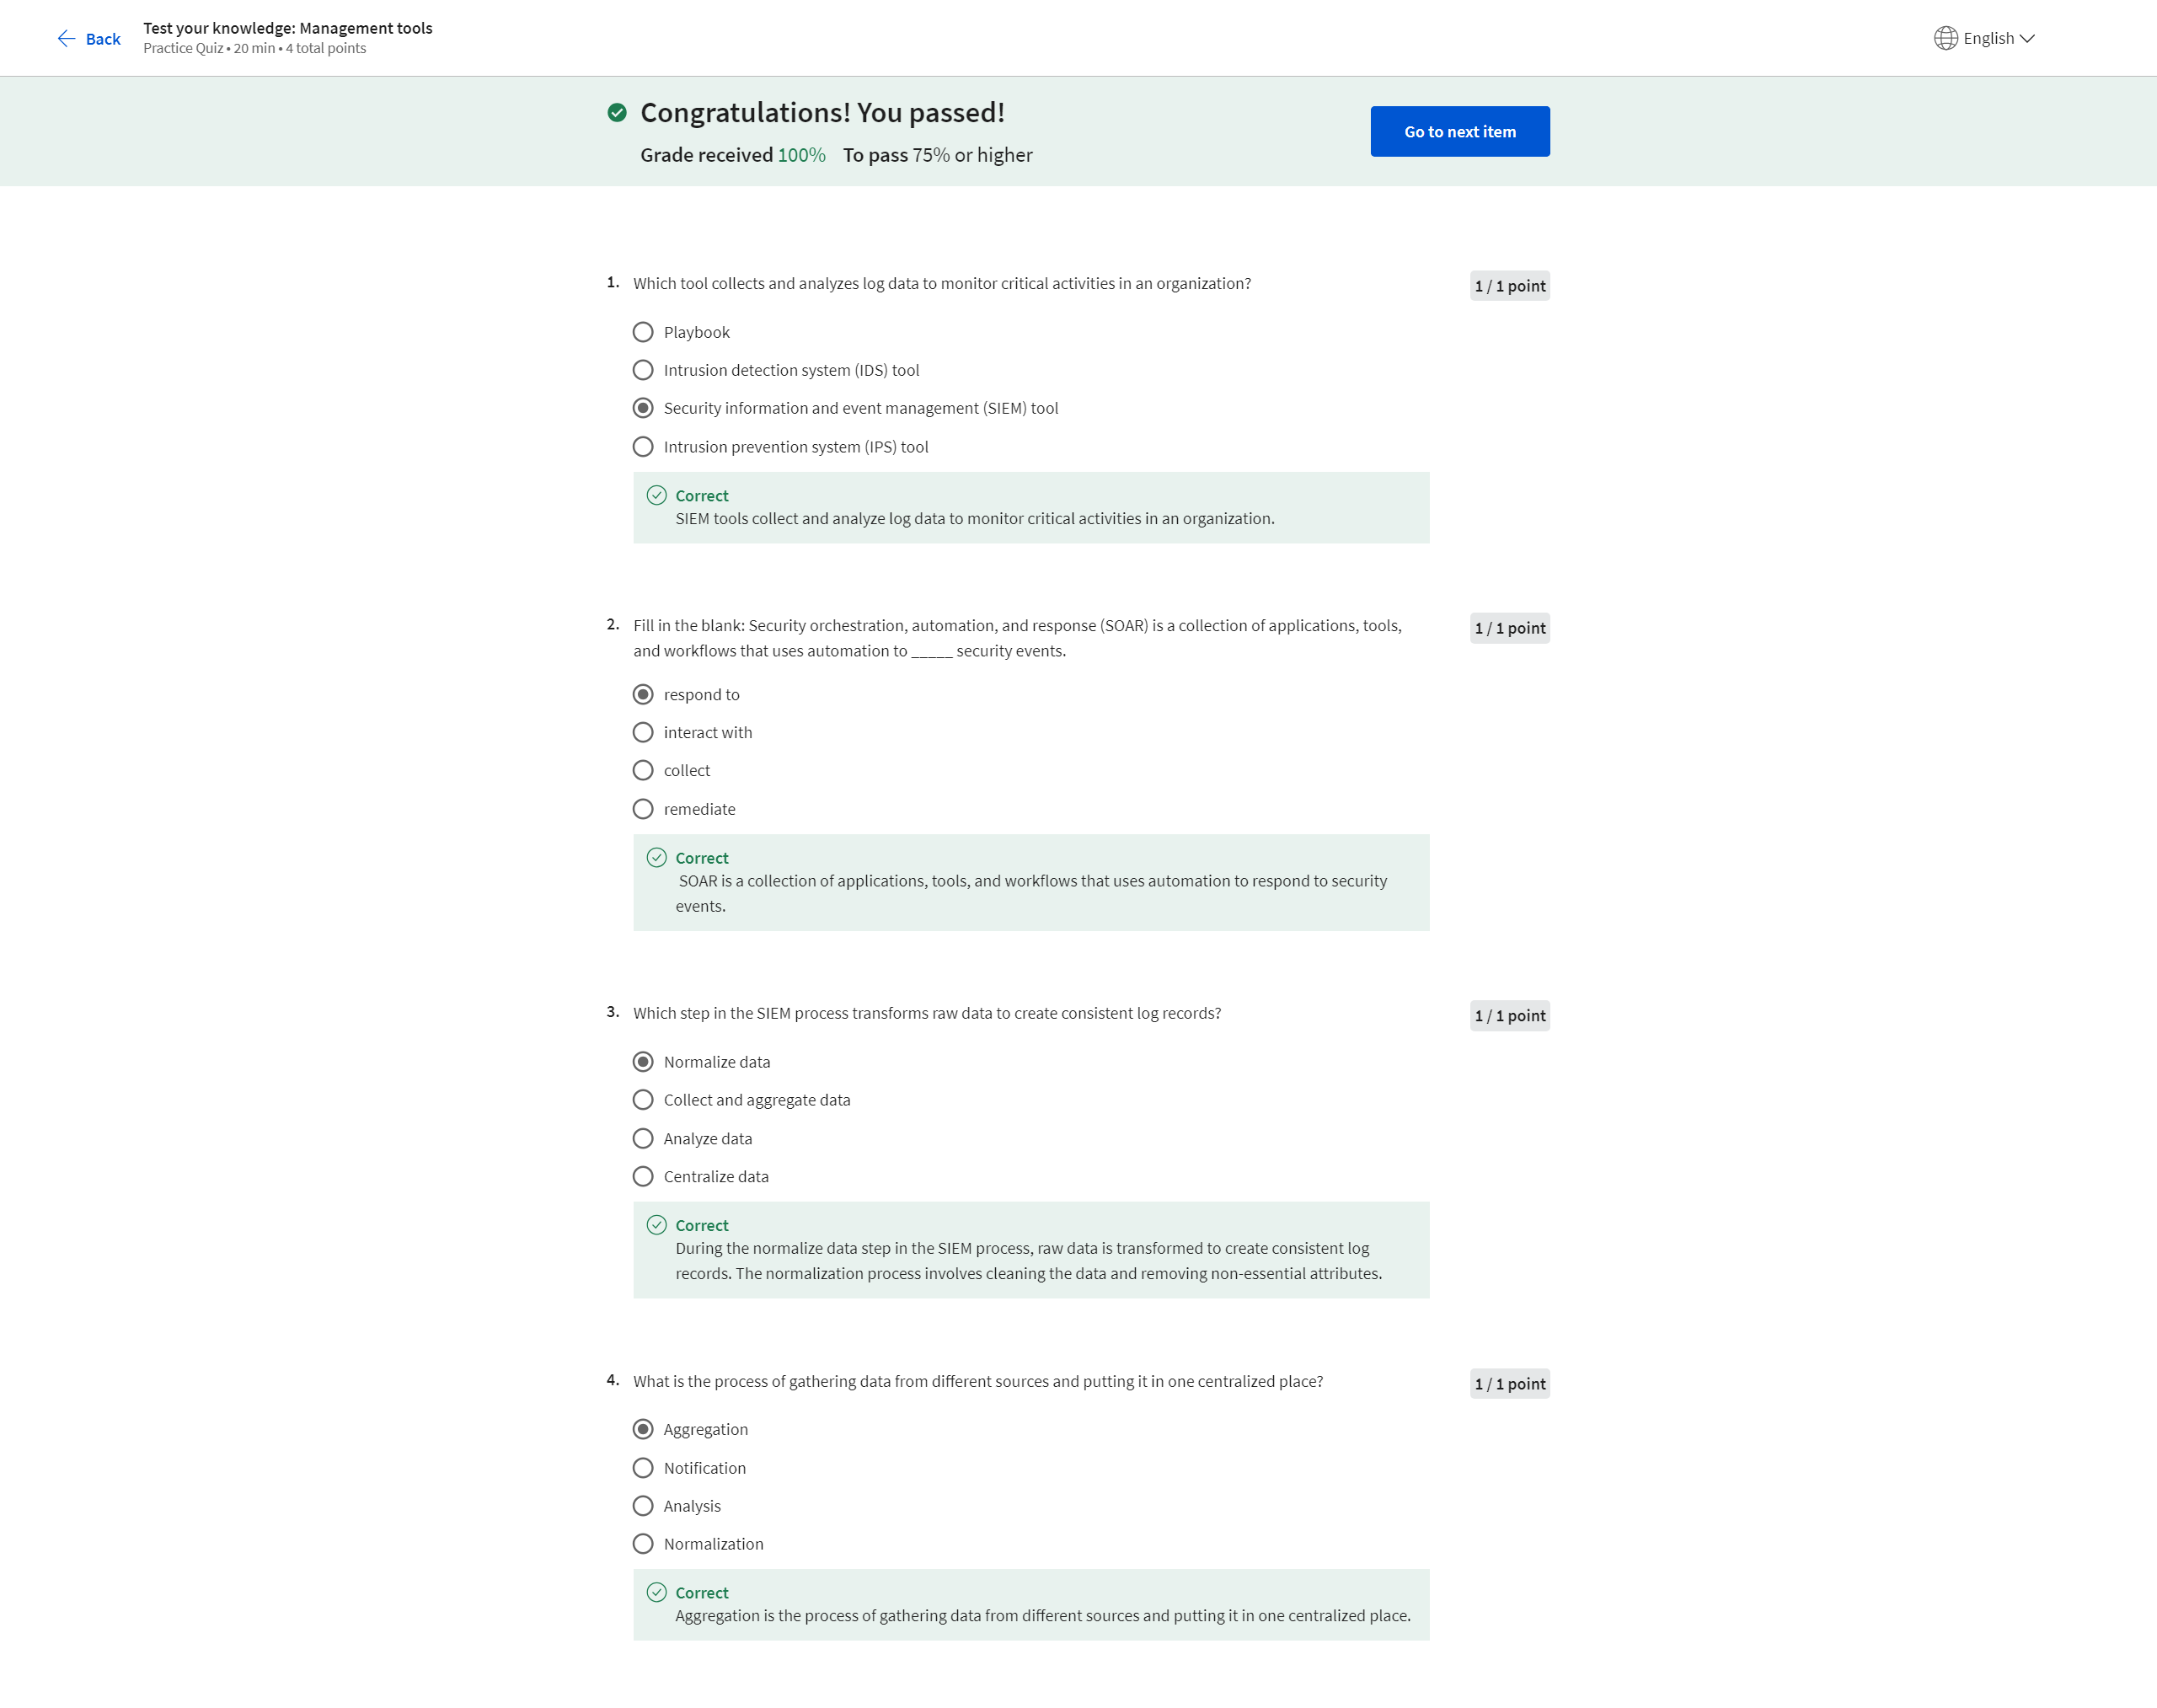 Back
Test your knowledge: Management tools
Practice Quiz • 20 min • 4 total points
English
Congratulations! You passed!
Grade received 100% To pass 75% or higher
Go to next item
1. Which tool collects and analyzes log data to monitor critical activities in an organization?
1 / 1 point
Playbook
Intrusion detection system (IDS) tool
Security information and event management (SIEM) tool
Intrusion prevention system (IPS) tool
Correct
SIEM tools collect and analyze log data to monitor critical activities in an organization.
2. Fill in the blank: Security orchestration, automation, and response (SOAR) is a collection of applications, tools,
and workflows that uses automation to _____ security events.
1 / 1 point
respond to
interact with
collect
remediate
Correct
SOAR is a collection of applications, tools, and workflows that uses automation to respond to security
events.
3. Which step in the SIEM process transforms raw data to create consistent log records?
1 / 1 point
Normalize data
Collect and aggregate data
Analyze data
Centralize data
Correct
During the normalize data step in the SIEM process, raw data is transformed to create consistent log
records. The normalization process involves cleaning the data and removing non-essential attributes.
4. What is the process of gathering data from different sources and putting it in one centralized place?
1 / 1 point
Aggregation
Notification
Analysis
Normalization
Correct
Aggregation is the process of gathering data from different sources and putting it in one centralized place.